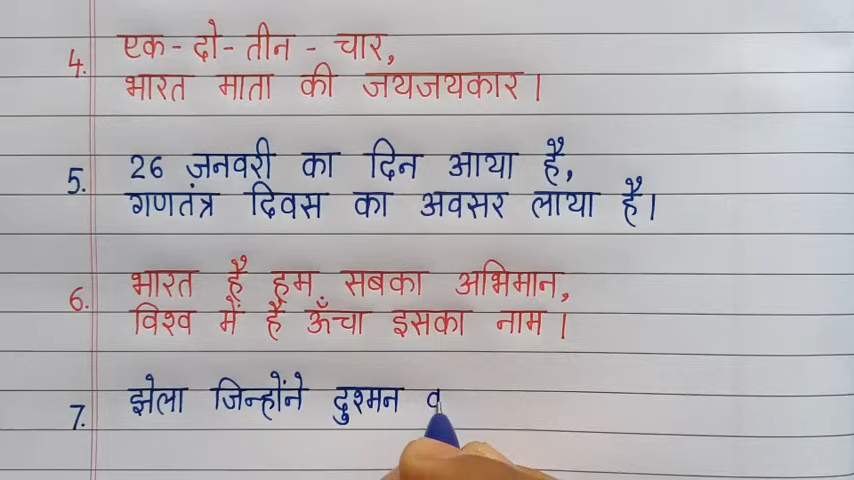 4. एक - दो - तीन - चार,
भारत माता की जयजयकार।
5. 26 जनवरी का दिन आया है,
गणतंत्र दिवस का अवसर लाया है।
6. भारत है हम सबका अभिमान,
विश्व में है ऊँचा इसका नाम।
7. झेला जिन्होंने दुश्मन